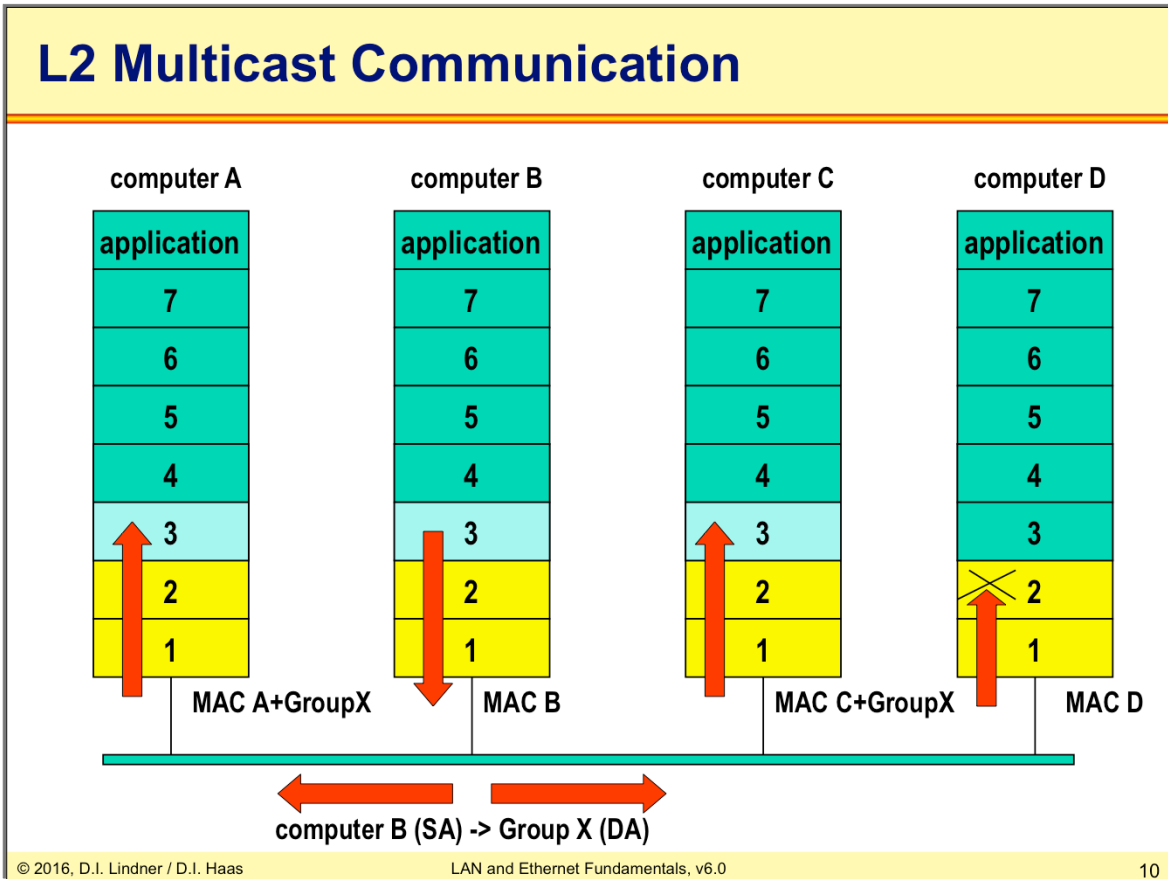 L2 Multicast Communication
computer A computer B computer C computer D
application application application application
7 7 7 7
6 6 6 6
5 5 5 5
4 4 4 4
3 3 3 3
2 2 2 2
1 1 1 1
MAC A+GroupX MAC B MAC C+GroupX MAC D
computer B (SA) -> Group X (DA)
© 2016, D.I. Lindner / D.I. Haas LAN and Ethernet Fundamentals, v6.0 10